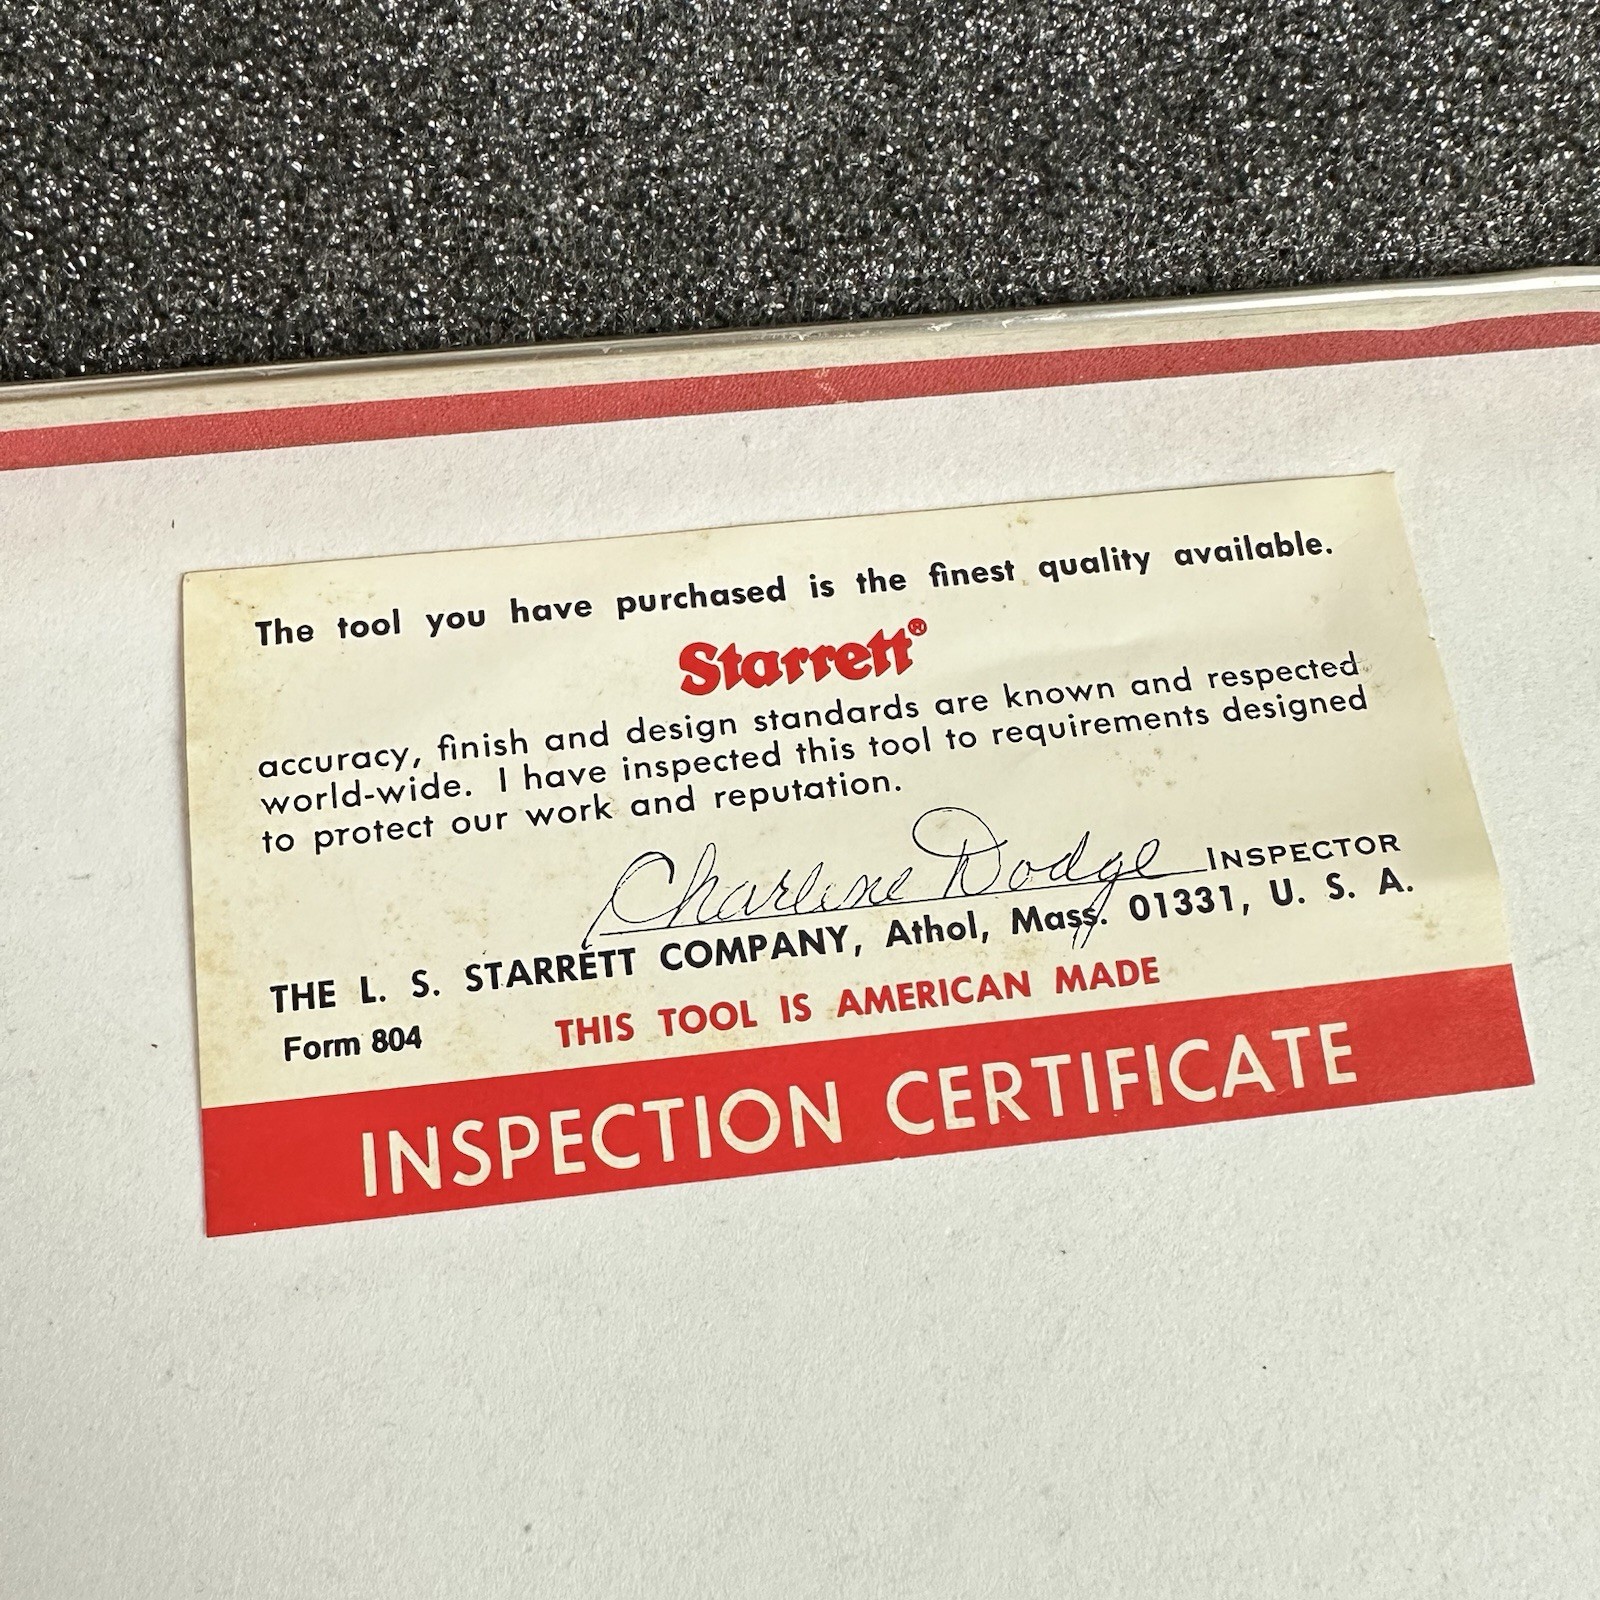 The tool you have purchased is the finest quality available.
Starrett®
accuracy, finish and design standards are known and respected
world-wide. I have inspected this tool to requirements designed
to protect our work and reputation.
Charlene Dodge INSPECTOR
THE L. S. STARRETT COMPANY, Athol, Mass. 01331, U. S. A.
Form 804 THIS TOOL IS AMERICAN MADE
INSPECTION CERTIFICATE